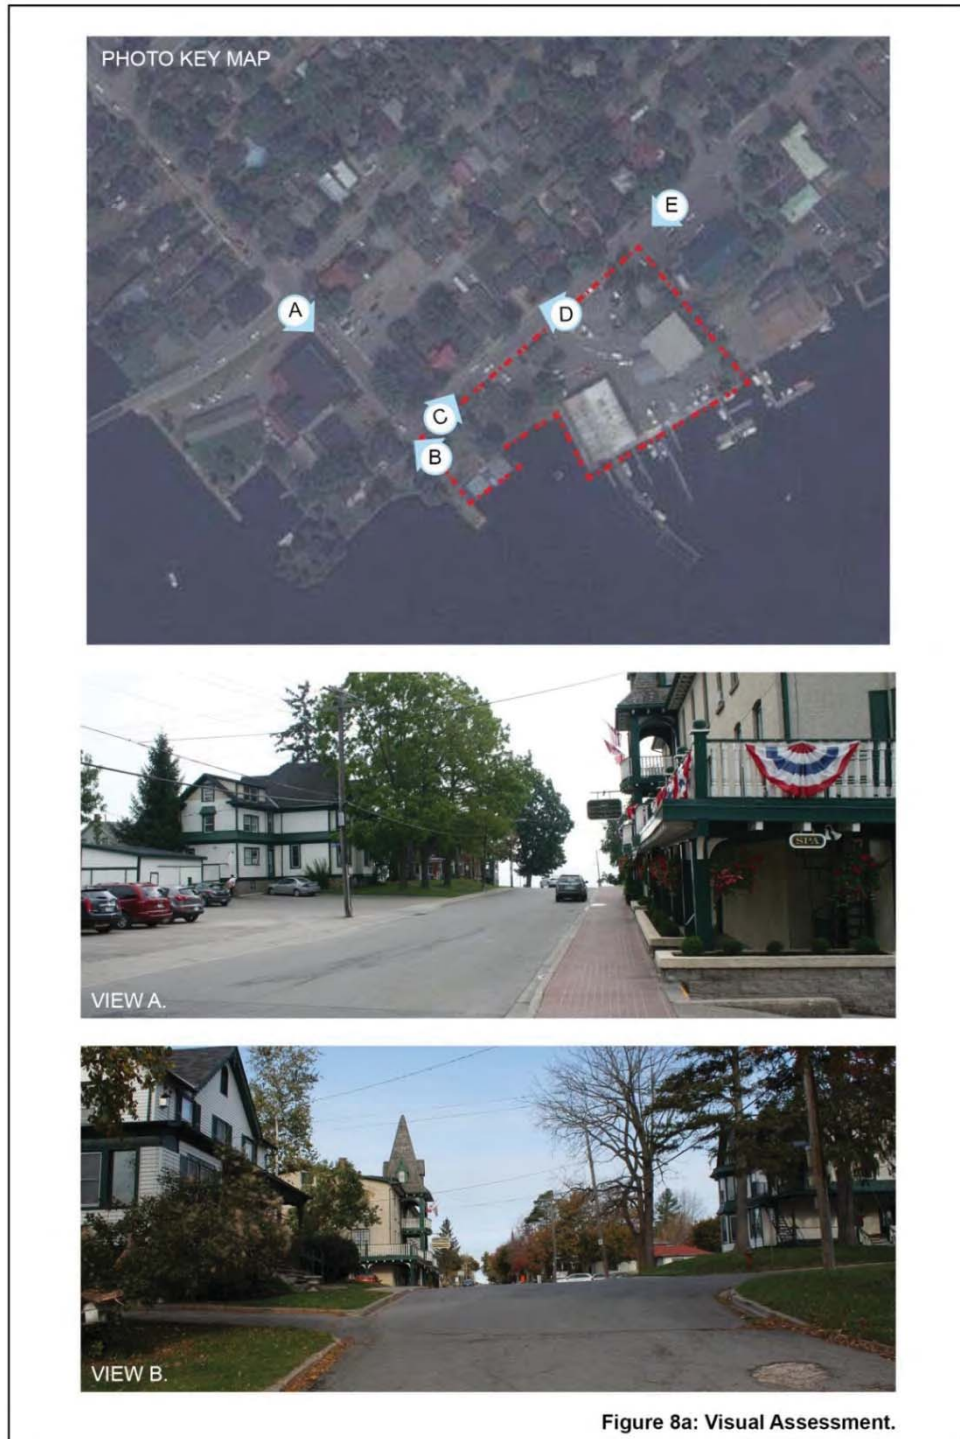 PHOTO KEY MAP
E
A
D
C
B
SPA
VIEW A.
VIEW B.
Figure 8a: Visual Assessment.